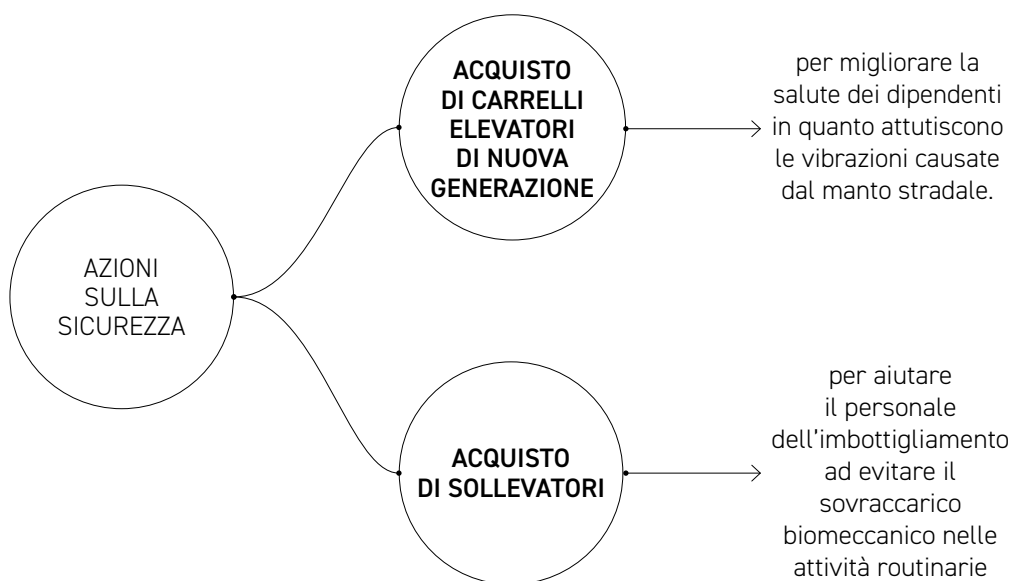 AZIONI
SULLA
SICUREZZA
ACQUISTO
DI CARRELLI
ELEVATORI
DI NUOVA
GENERAZIONE
per migliorare la
salute dei dipendenti
in quanto attutiscono
le vibrazioni causate
dal manto stradale.
ACQUISTO
DI SOLLEVATORI
per aiutare
il personale
dell'imbottigliamento
ad evitare il
sovraccarico
biomeccanico nelle
attività routinarie